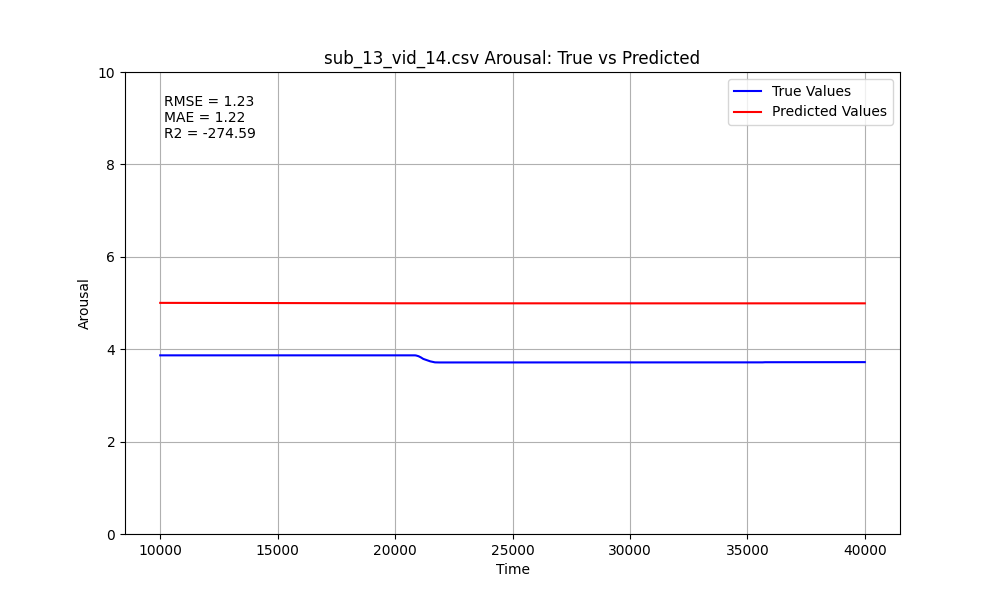 sub_13_vid_14.csv Arousal: True vs Predicted
RMSE = 1.23
MAE = 1.22
R2 = -274.59
True Values
Predicted Values
Arousal
10
8
6
4
2
0
10000
15000
20000
25000
30000
35000
40000
Time